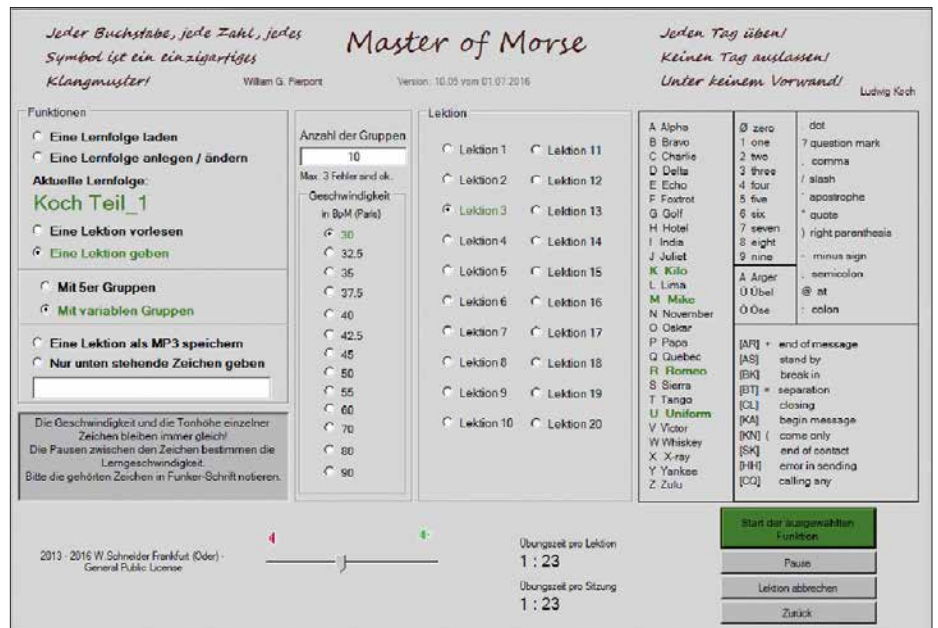 Jeder Buchstabe, jede Zahl, jedes
Symbol ist ein einzigartiges
Klangmuster!
William G. Pierpont
Master of Morse
Version: 10.05 vom 01.07.2016
Jeden Tag üben!
Keinen Tag auslassen!
Unter keinem Vorwand!
Ludwig Koch
Funktionen
Eine Lernfolge laden
Eine Lernfolge anlegen / ändern
Aktuelle Lernfolge:
Koch Teil_1
Eine Lektion vorlesen
Eine Lektion geben
Mit 5er Gruppen
Mit variablen Gruppen
Eine Lektion als MP3 speichern
Nur unten stehende Zeichen geben
Die Geschwindigkeit und die Tonhöhe einzelner
Zeichen bleiben immer gleich!
Die Pausen zwischen den Zeichen bestimmen die
Lerngeschwindigkeit.
Bitte die gehörten Zeichen in Funker-Schrift notieren.
Anzahl der Gruppen
10
Max. 3 Fehler sind ok.
Geschwindigkeit
in BpM (Paris)
30
32.5
35
37.5
40
42.5
45
50
55
60
70
80
90
Lektion
Lektion 1
Lektion 2
Lektion 3
Lektion 4
Lektion 5
Lektion 6
Lektion 7
Lektion 8
Lektion 9
Lektion 10
Lektion 11
Lektion 12
Lektion 13
Lektion 14
Lektion 15
Lektion 16
Lektion 17
Lektion 18
Lektion 19
Lektion 20
A Alpha
B Bravo
C Charlie
D Delta
E Echo
F Foxtrot
G Golf
H Hotel
I India
J Juliet
K Kilo
L Lima
M Mike
N November
O Oskar
P Papa
Q Quebec
R Romeo
S Sierra
T Tango
U Uniform
V Victor
W Whiskey
X X-ray
Y Yankee
Z Zulu
Ø zero
1 one
2 two
3 three
4 four
5 five
6 six
7 seven
8 eight
9 nine
Ä Ärger
Ü Übel
Ö Öse
. dot
? question mark
, comma
/ slash
' apostrophe
" quote
) right parenthesis
- minus sign
; semicolon
@ at
: colon
[AR] + end of message
[AS] stand by
[BK] break in
[BT] = separation
[CL] closing
[KA] begin message
[KN] ( come only
[SK] end of contact
[HH] error in sending
[CQ] calling any
2013 - 2016 W.Schneider Frankfurt (Oder) -
General Public License
Übungszeit pro Lektion
1 : 23
Übungszeit pro Sitzung
1 : 23
Start der ausgewählten
Funktion
Pause
Lektion abbrechen
Zurück